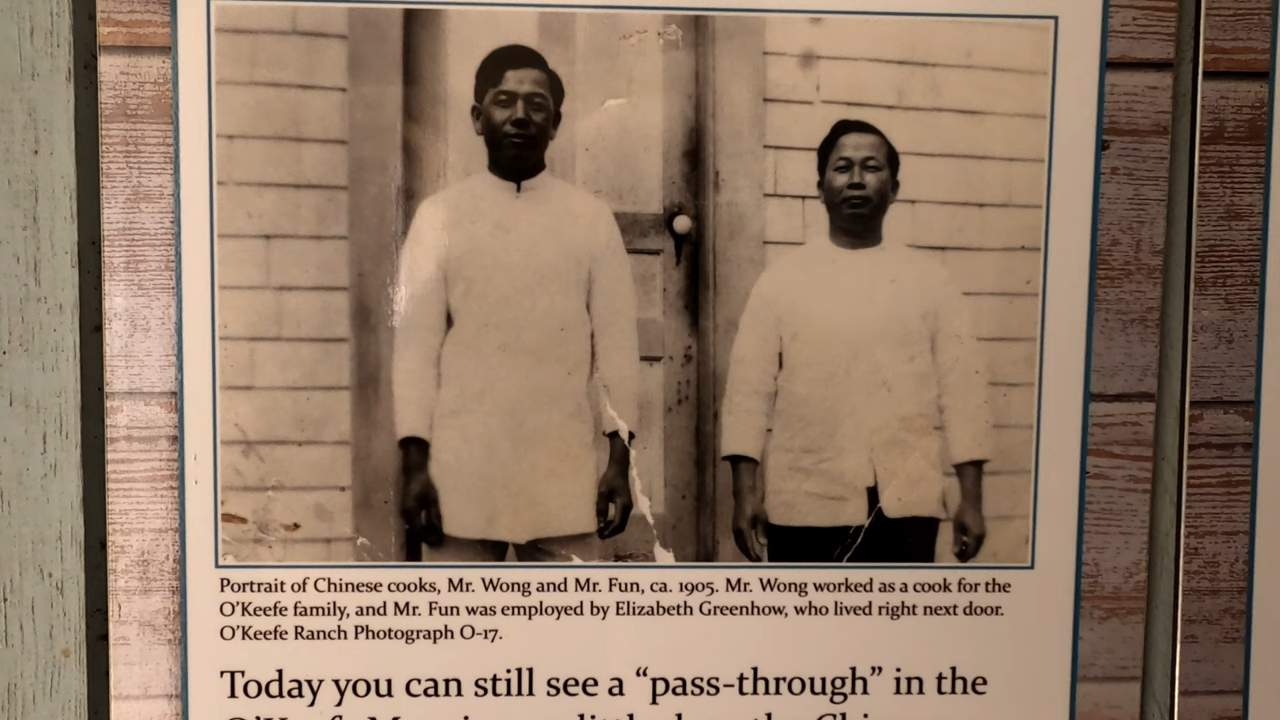 Portrait of Chinese cooks, Mr. Wong and Mr. Fun, ca. 1905. Mr. Wong worked as a cook for the
O'Keefe family, and Mr. Fun was employed by Elizabeth Greenhow, who lived right next door.
O'Keefe Ranch Photograph O-17.
Today you can still see a “pass-through” in the